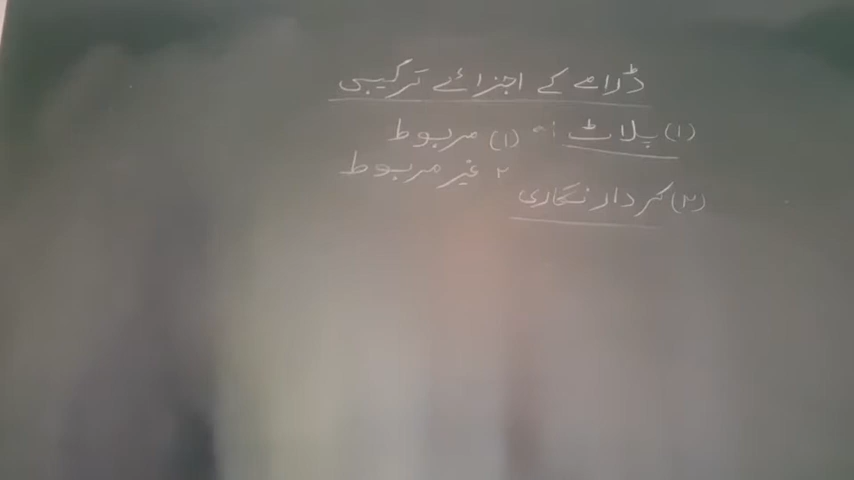 ڈرامے کے اجزائے ترکیبی
(۱) پلاٹ :- (۱) مربوط
۲ غیر مربوط
(۲) کردار نگاری